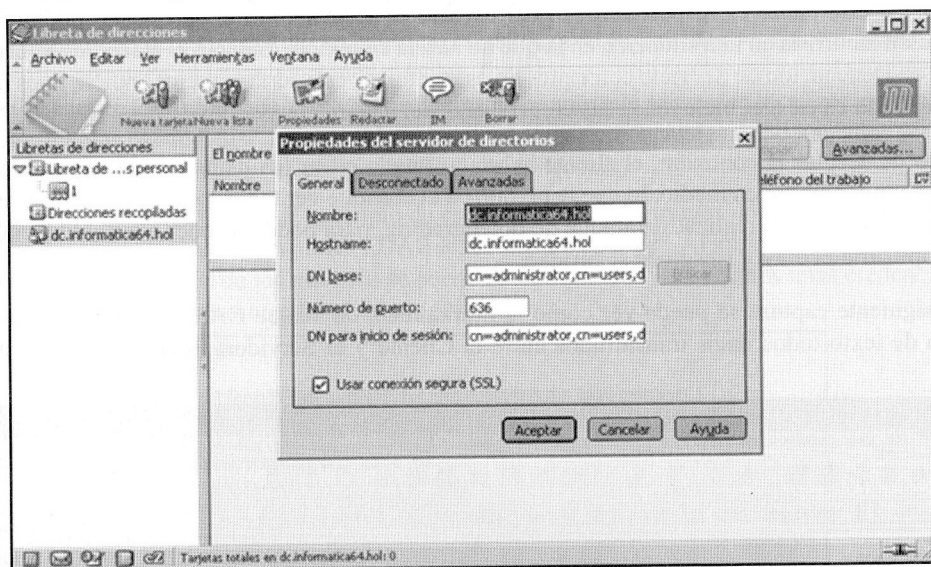 Libreta de direcciones
Archivo Editar Ver Herramientas Ventana Ayuda
Nueva tarjeta Nueva lista Propiedades Redactar IM Borrar
Libretas de direcciones
Libreta de ...s personal
1
Direcciones recopiladas
dc.informatica64.hol
El nombre
Avanzadas...
Nombre
eléfono del trabajo
Propiedades del servidor de directorios
General Desconectado Avanzadas
Nombre: dc.informatica64.hol
Hostname: dc.informatica64.hol
DN base: cn=administrator,cn=users,d
Número de puerto: 636
DN para inicio de sesión: cn=administrator,cn=users,d
Usar conexión segura (SSL)
Aceptar Cancelar Ayuda
Tarjetas totales en dc.informatica64.hol: 0